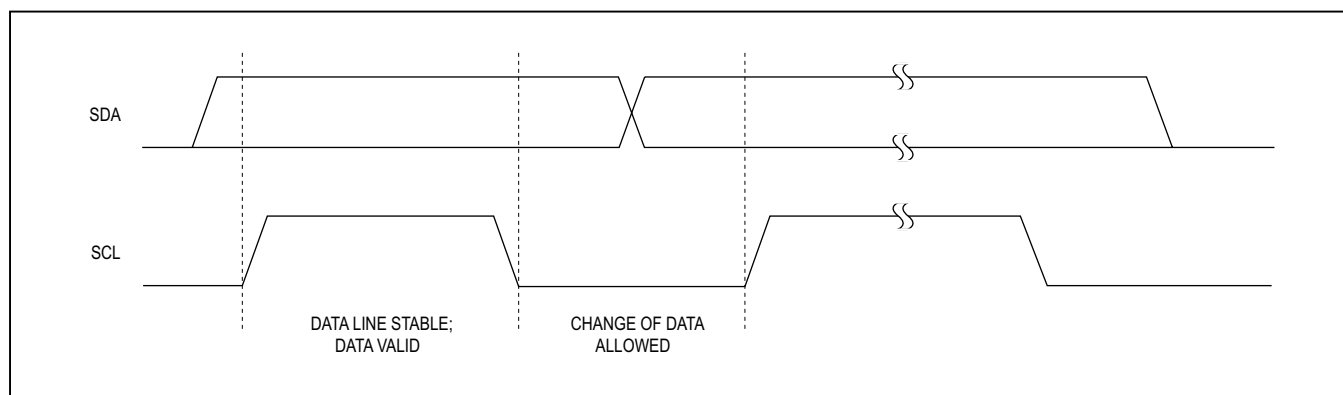 SDA
SCL
DATA LINE STABLE;
DATA VALID
CHANGE OF DATA
ALLOWED